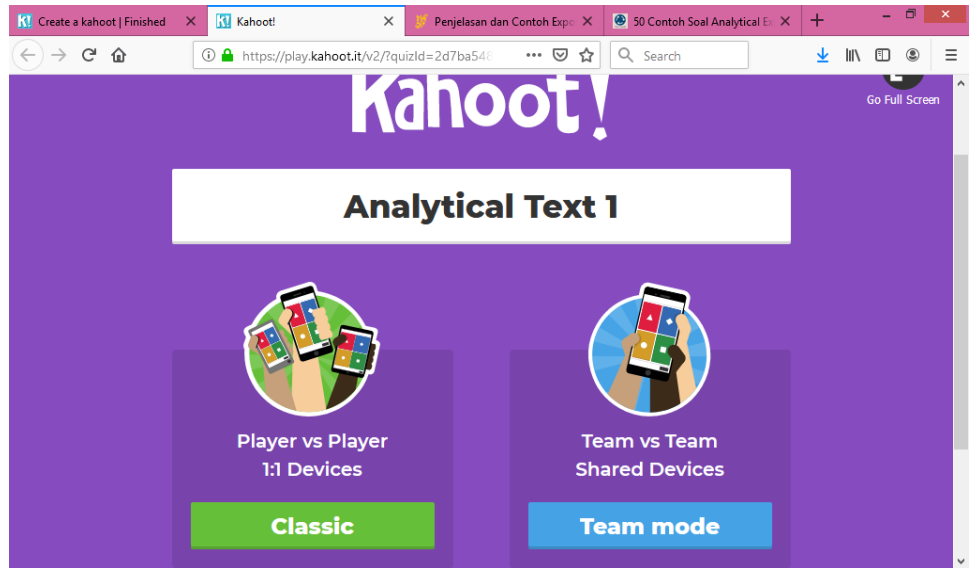 Create a kahoot | Finished
Kahoot!
Penjelasan dan Contoh Expo
50 Contoh Soal Analytical Ex
https://play.kahoot.it/v2/?quizId=2d7ba548
Search
Kahoot!
Go Full Screen
Analytical Text 1
Player vs Player
1:1 Devices
Classic
Team vs Team
Shared Devices
Team mode